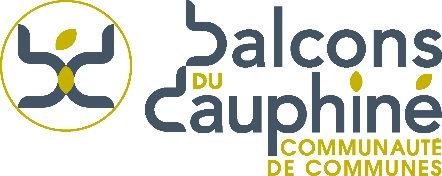 balcons
DU
dauphiné
COMMUNAUTÉ
DE COMMUNES